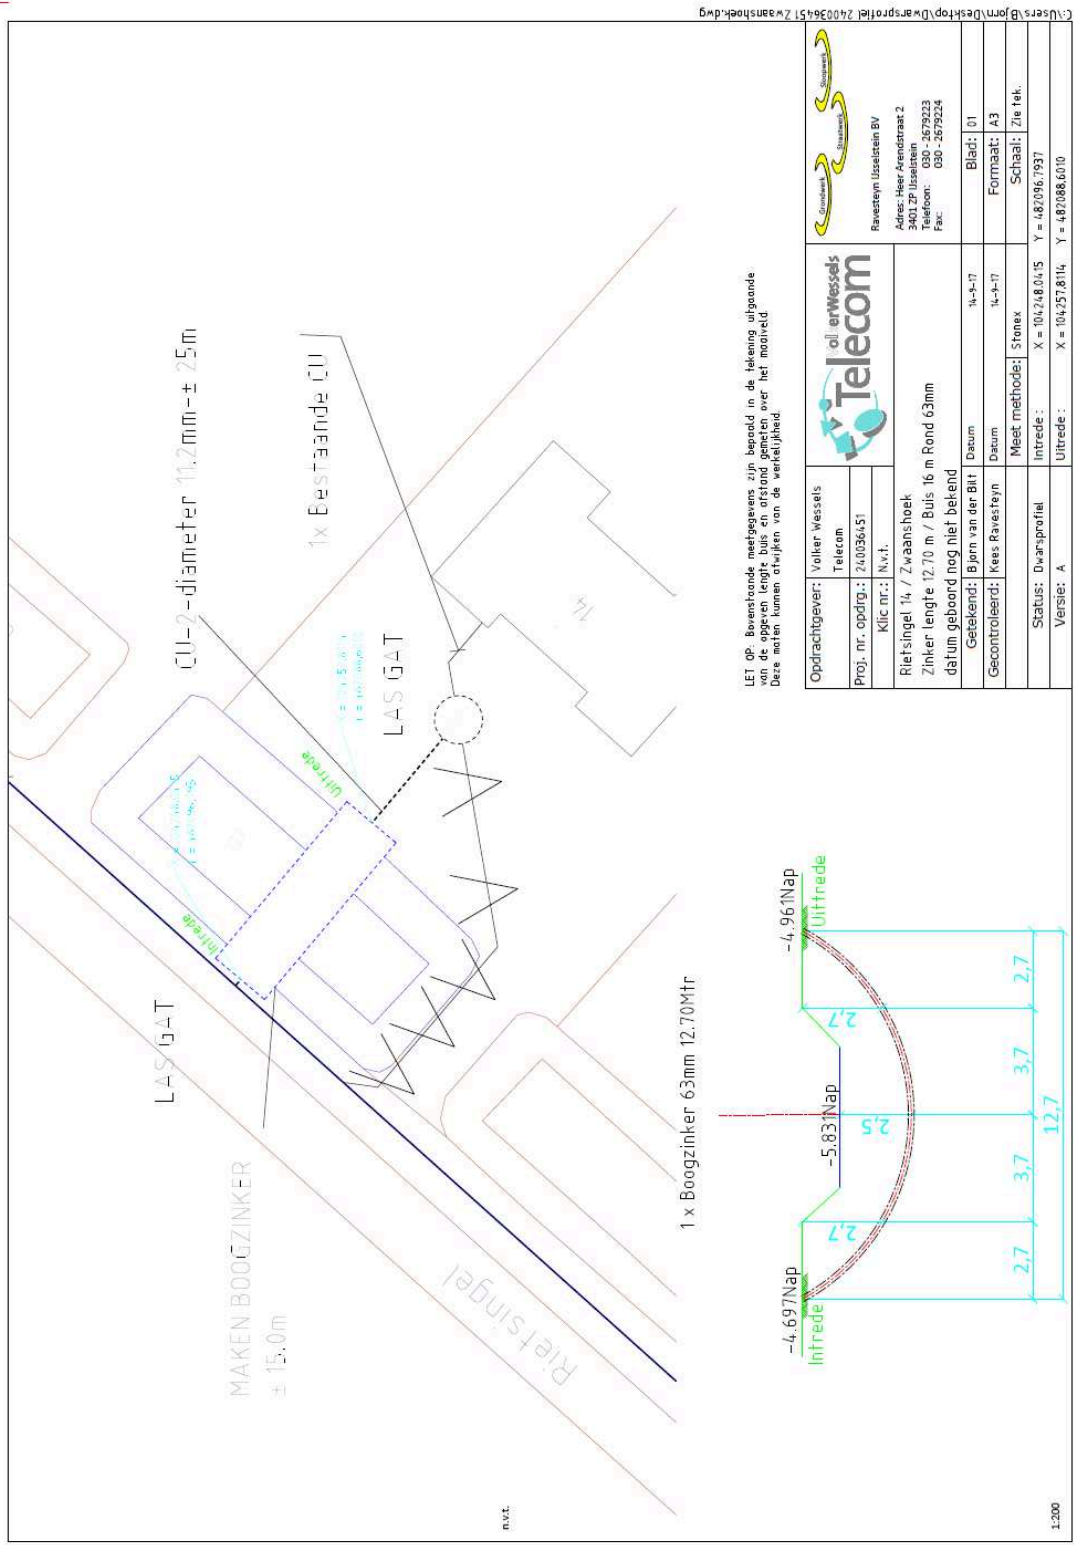 C:\Users\Bjorn\Desktop\Dwarsprofiel 240036451 Zwaanshoek.dwg
CU-2-diameter 11.2mm-± 25m
1x Bestaande CU
LAS GAT
LAS GAT
Uittrede
Intrede
14
MAKEN BOOGZINKER
± 15.0m
Rietsingel
n.v.t.
1 x Boogzinker 63mm 12.70Mtr
-4.697Nap
Intrede
-5.831Nap
-4.961Nap
Uittrede
2,7
2,5
2,7
2,7
3,7
3,7
2,7
12,7
LET OP: Bovenstaande meetgegevens zijn bepaald in de tekening uitgaande
van de opgeven lengte buis en afstand gemeten over het maaiveld.
Deze maten kunnen afwijken van de werkelijkheid.
Opdrachtgever: Volker Wessels
Telecom
VolkerWessels
Telecom
Grondwerk
Straatwerk
Sloopwerk
Ravesteyn IJsselstein BV
Adres: Heer Arendstraat 2
3401 ZP IJsselstein
Telefoon: 030 - 2679223
Fax: 030 - 2679224
Proj. nr. opdrg.: 240036451
Klic nr.: N.v.t.
Rietsingel 14 / Zwaanshoek
Zinker lengte 12.70 m / Buis 16 m Rond 63mm
datum geboord nog niet bekend
Getekend: Bjorn van der Bilt Datum 14-9-17 Blad: 01
Gecontroleerd: Kees Ravesteyn Datum 14-9-17 Formaat: A3
Meet methode: Stonex Schaal: Zie tek.
Status: Dwarsprofiel Intrede : X = 104248.0415 Y = 482096.7937
Versie: A Uitrede : X = 104257.8114 Y = 482088.6010
1:200